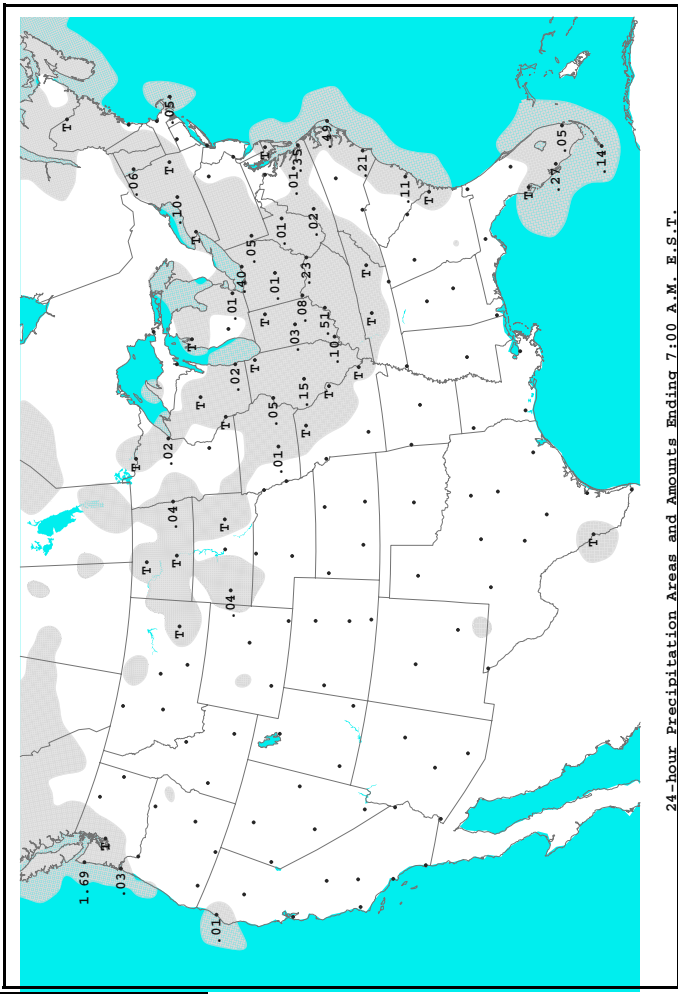 T
1.69
T
.03
.06
T
T
.02
.05
T
.04
T
.10
T
T
T
T
.01
T
T
.04
.01
.02
.40
.05
T
T
T
.05
.01
.01
.01
.01
.03
.35
.08
.15
T
.23
.02
.51
.49
T
.10
T
.21
T
T
.11
T
T
.27
.05
T
.14
24-hour Precipitation Areas and Amounts Ending 7:00 A.M. E.S.T.